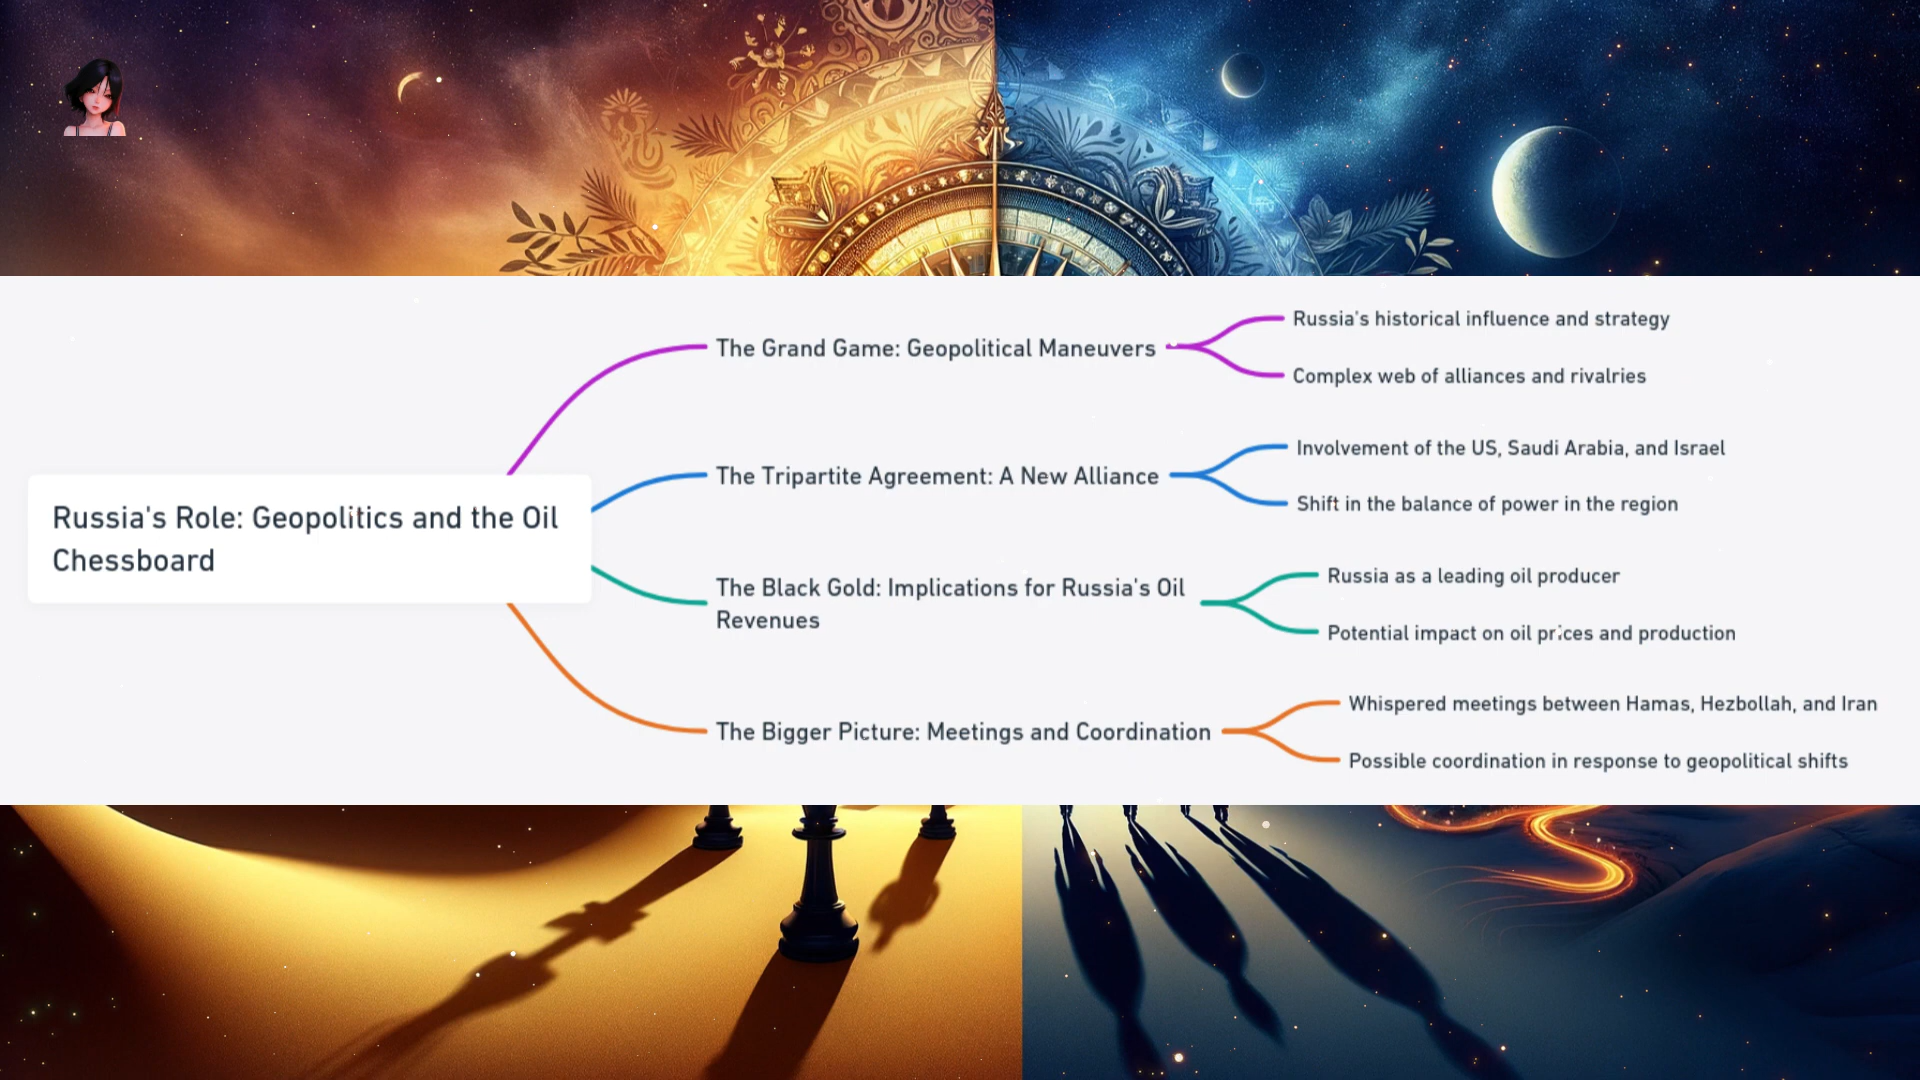 Russia's Role: Geopolitics and the Oil
Chessboard
The Grand Game: Geopolitical Maneuvers
Russia's historical influence and strategy
Complex web of alliances and rivalries
The Tripartite Agreement: A New Alliance
Involvement of the US, Saudi Arabia, and Israel
Shift in the balance of power in the region
The Black Gold: Implications for Russia's Oil
Revenues
Russia as a leading oil producer
Potential impact on oil prices and production
The Bigger Picture: Meetings and Coordination
Whispered meetings between Hamas, Hezbollah, and Iran
Possible coordination in response to geopolitical shifts